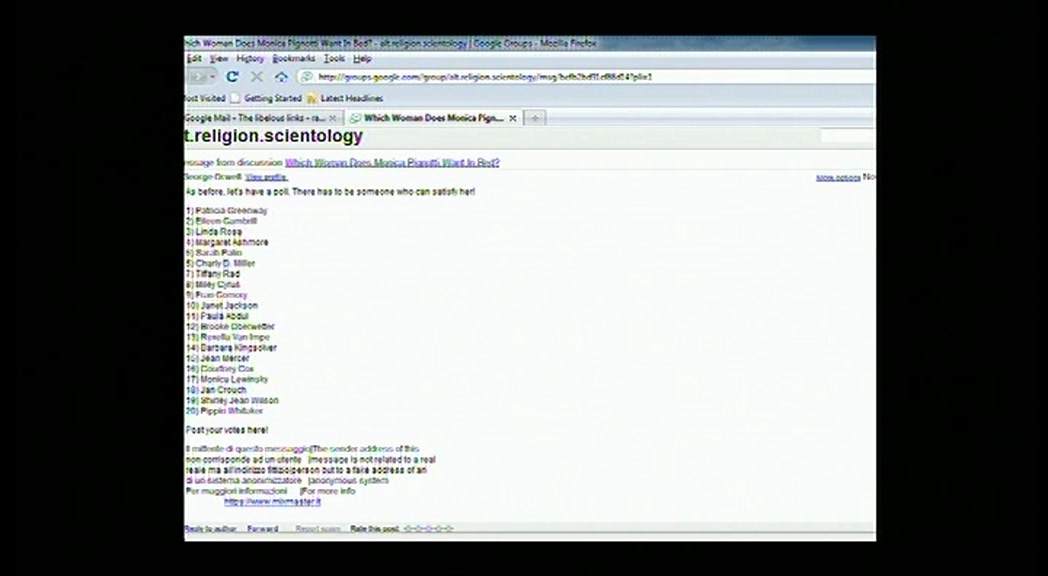 hich Woman Does Monica Pignotti Want In Bed? - alt.religion.scientology | Google Groups - Mozilla Firefox
Edit View History Bookmarks Tools Help
http://groups.google.com/group/alt.religion.scientology/msg/
ost Visited Getting Started Latest Headlines
Google Mail - The libelous links - ra... Which Woman Does Monica Pign...
t.religion.scientology
essage from discussion Which Woman Does Monica Pignotti Want In Bed?
George Orwell View profile
More options No
As before, let's have a poll. There has to be someone who can satisfy her!
1) Patricia Greenway
2) Eileen Gambrill
3) Linda Rosa
4) Margaret Ashmore
5) Sarah Palin
6) Charly D. Miller
7) Tiffany Rad
8) Miley Cyrus
9) Fran Gomory
10) Janet Jackson
11) Paula Abdul
12) Brooke Oberwetter
13) Rexella Van Impe
14) Barbara Kingsolver
15) Jean Mercer
16) Courtney Cox
17) Monica Lewinsky
18) Jan Crouch
19) Shirley Jean Wilson
20) Pippin Whitaker
Post your votes here!
Il mittente di questo messaggio|The sender address of this
non corrisponde ad un utente |message is not related to a real
reale ma all'indirizzo fittizio|person but to a fake address of an
di un sistema anonimizzatore |anonymous system
Per maggiori informazioni |For more info
https://www.mixmaster.it
Reply to author Forward Report spam Rate this post: